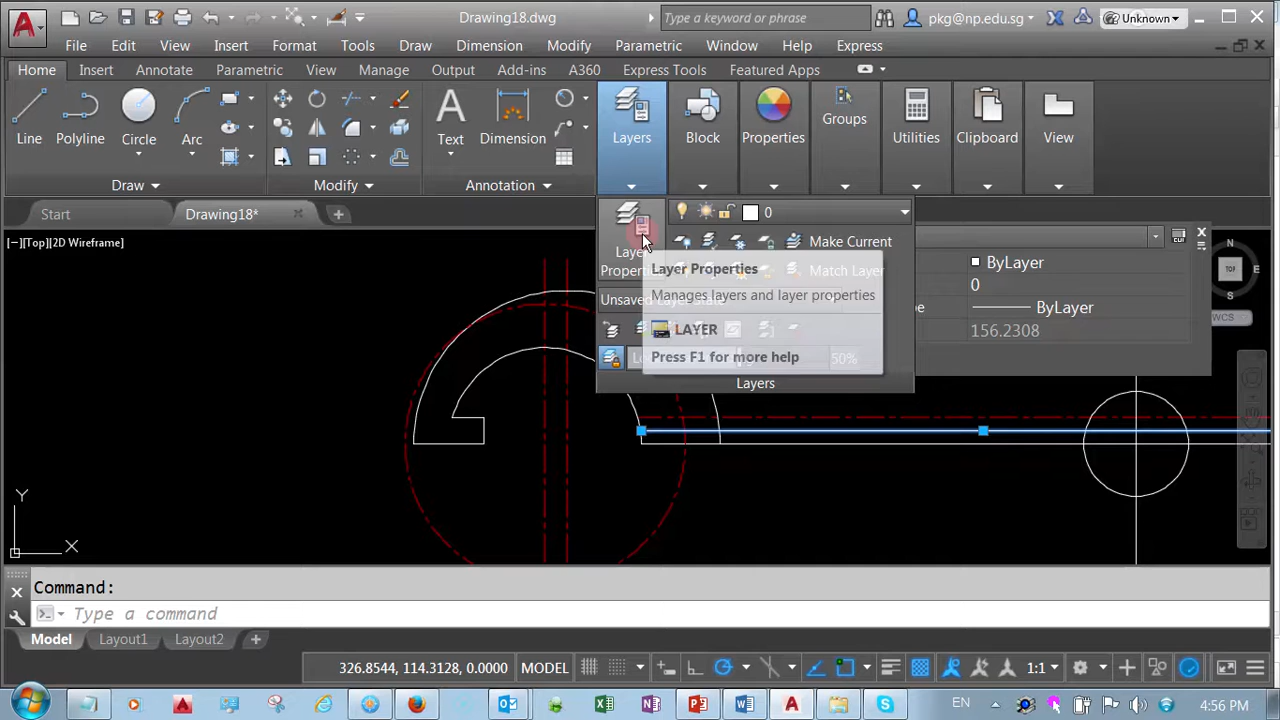 Drawing18.dwg
Type a keyword or phrase
pkg@np.edu.sg
Unknown
File Edit View Insert Format Tools Draw Dimension Modify Parametric Window Help Express
Home Insert Annotate Parametric View Manage Output Add-ins A360 Express Tools Featured Apps
Line Polyline Circle Arc Text Dimension Layers Block Properties Groups Utilities Clipboard View
Draw Modify Annotation
Start Drawing18*
0
[−][Top][2D Wireframe]
Make Current
Layer
Match Layer
Layer Properties
Manages layers and layer properties
LAYER
Press F1 for more help
50%
Layers
ByLayer
0
ByLayer
156.2308
TOP
N
S
WCS
Y
X
Command:
Type a command
Model Layout1 Layout2
326.8544, 114.3128, 0.0000 MODEL 1:1
EN
4:56 PM